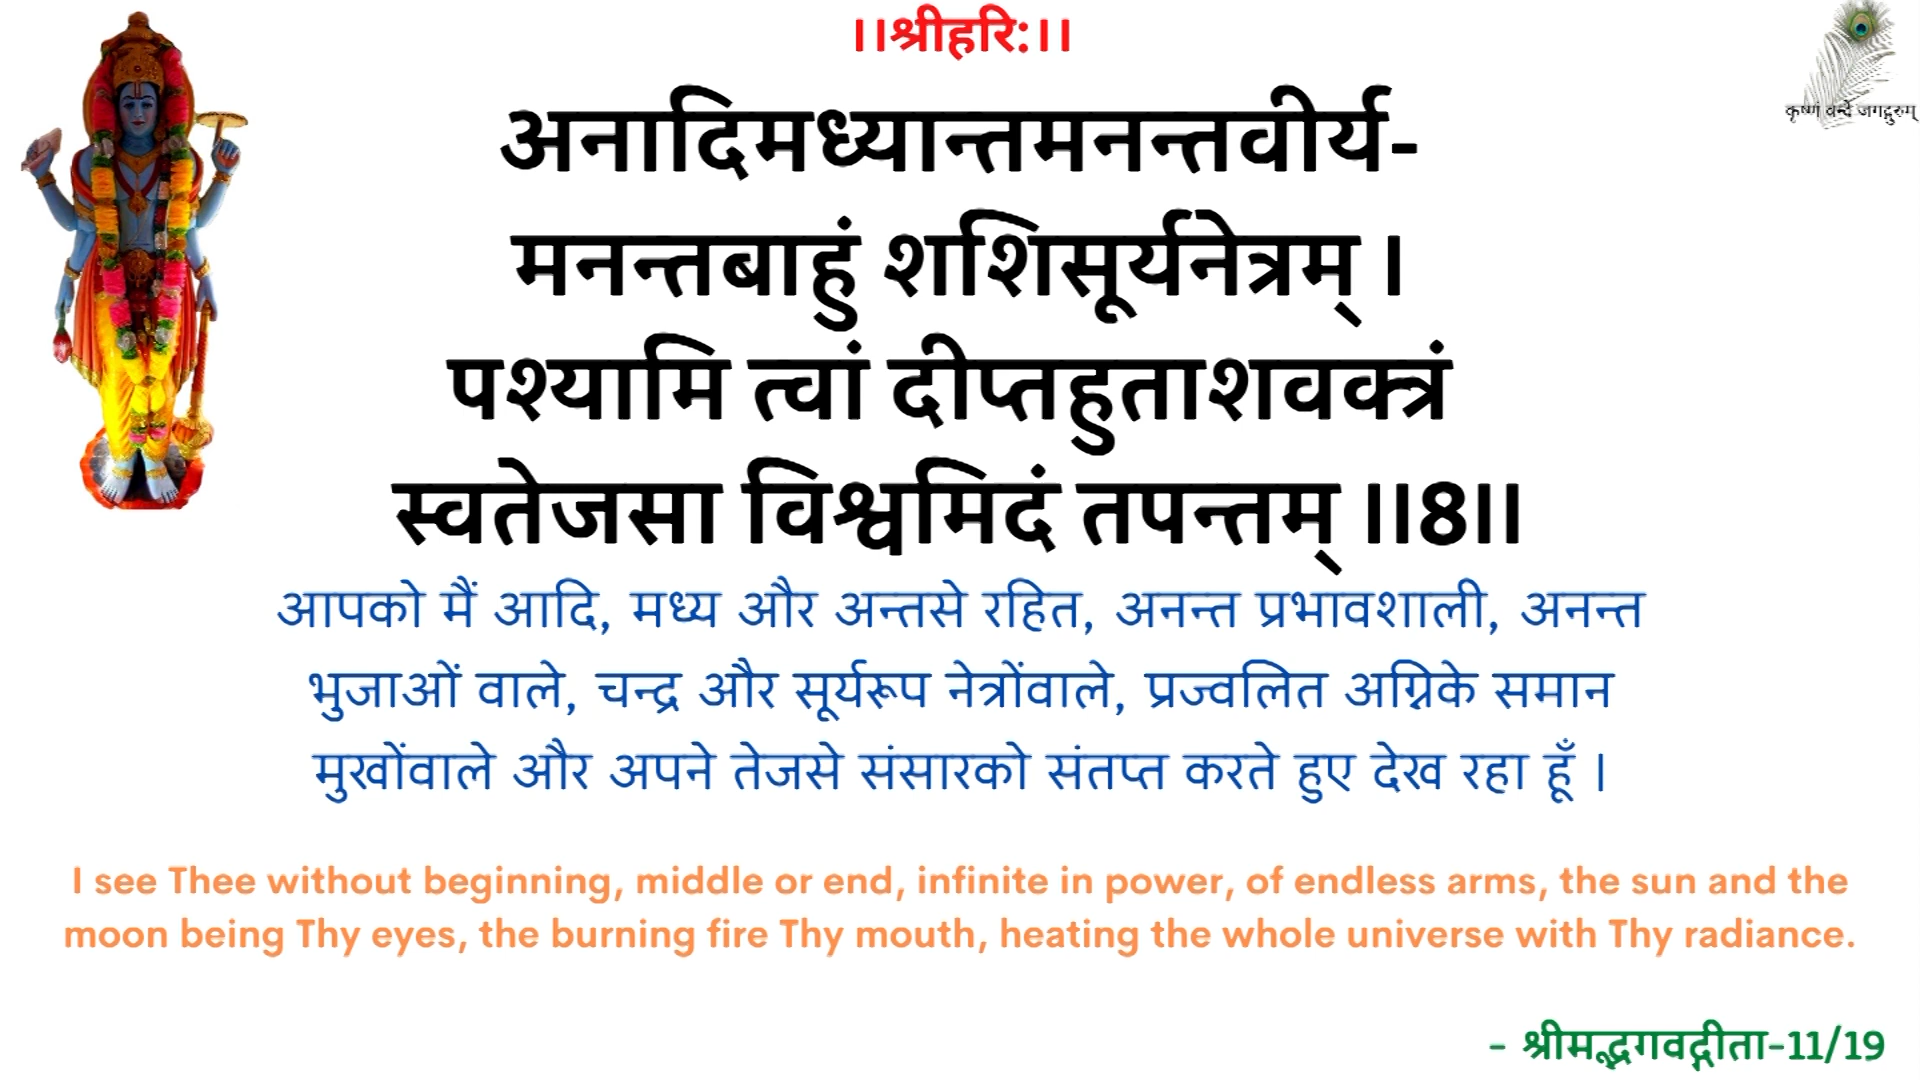 ।।श्रीहरि:।।
कृष्णं वन्दे जगद्गुरुम्
अनादिमध्यान्तमनन्तवीर्य-
मनन्तबाहुं शशिसूर्यनेत्रम् ।
पश्यामि त्वां दीप्तहुताशवक्त्रं
स्वतेजसा विश्वमिदं तपन्तम् ।।8।।
आपको मैं आदि, मध्य और अन्तसे रहित, अनन्त प्रभावशाली, अनन्त
भुजाओं वाले, चन्द्र और सूर्यरूप नेत्रोंवाले, प्रज्वलित अग्निके समान
मुखोंवाले और अपने तेजसे संसारको संतप्त करते हुए देख रहा हूँ ।
I see Thee without beginning, middle or end, infinite in power, of endless arms, the sun and the
moon being Thy eyes, the burning fire Thy mouth, heating the whole universe with Thy radiance.
- श्रीमद्भगवद्गीता-11/19